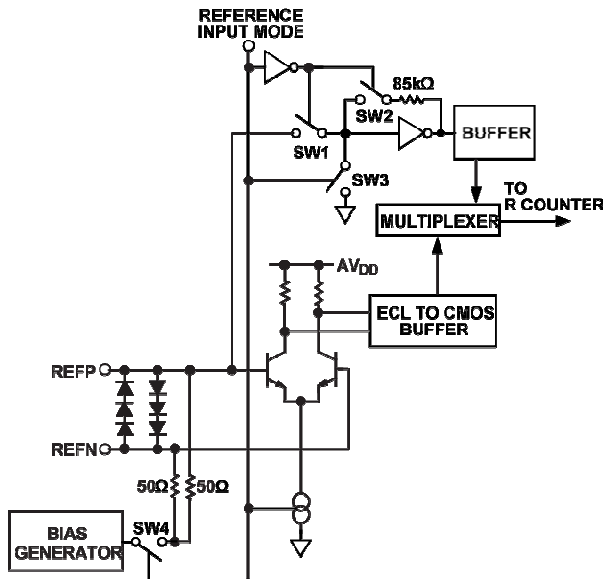 REFERENCE
INPUT MODE
85kΩ
SW2
SW1
BUFFER
SW3
TO
R COUNTER
MULTIPLEXER
AVDD
ECL TO CMOS
BUFFER
REFP
REFN
50Ω
50Ω
BIAS
GENERATOR
SW4